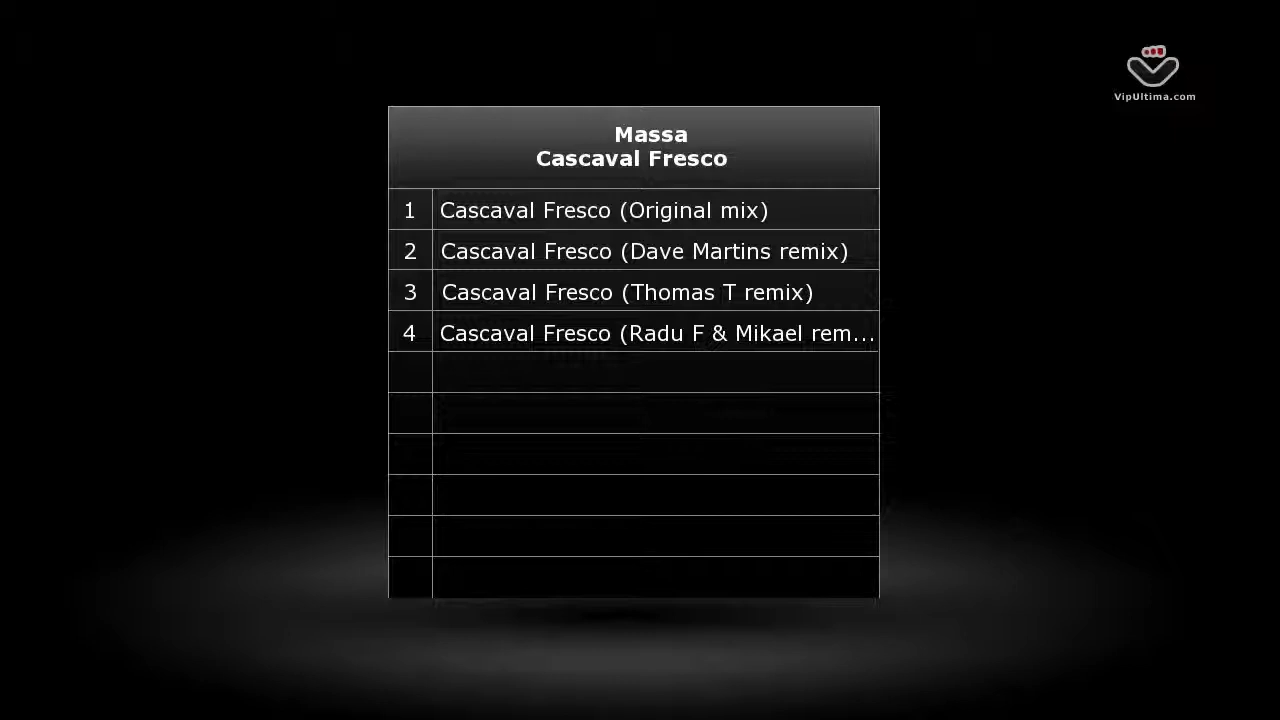 VipUltima.com
Massa
Cascaval Fresco
1 Cascaval Fresco (Original mix)
2 Cascaval Fresco (Dave Martins remix)
3 Cascaval Fresco (Thomas T remix)
4 Cascaval Fresco (Radu F & Mikael rem...